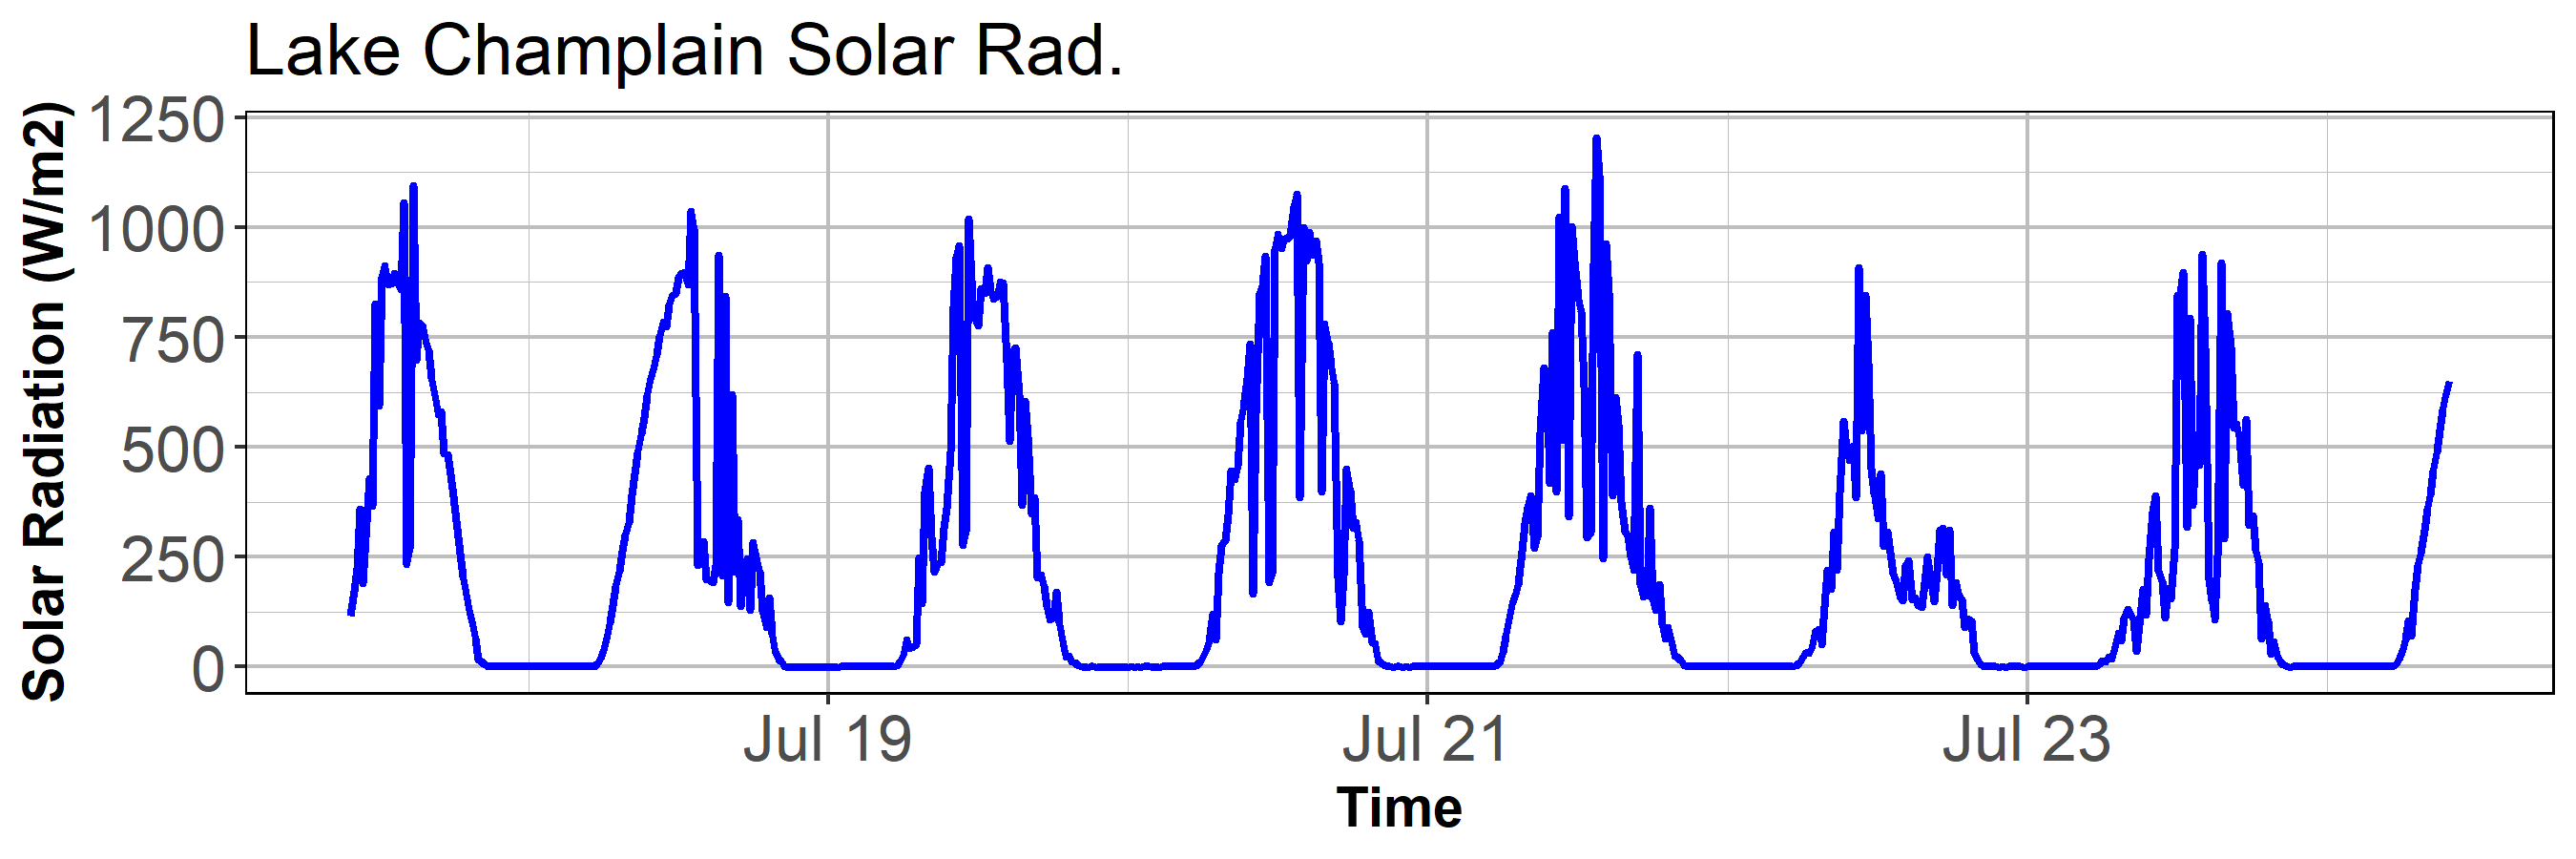 Lake Champlain Solar Rad.
Solar Radiation (W/m2)
1250
1000
750
500
250
0
Jul 19 Jul 21 Jul 23
Time